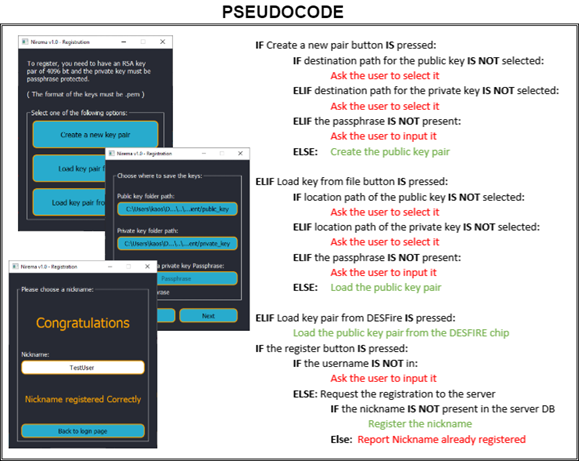 PSEUDOCODE
Nirema v1.0 - Registration
To register, you need to have an RSA key
pair of 4096 bit and the private key must be
passphrase protected.
( The format of the keys must be .pem )
Select one of the following options:
Create a new key pair
Load key pair f
Load key pair fro
Nirema v1.0 - Registration
Choose where to save the keys:
Public key folder path:
C:\Users\kaos\O...\..\...ent/public_key
Private key folder path:
C:\Users\kaos\O...\..\...ent/private_key
a private key Passphrase:
Passphrase
rase
Next
Nirema v1.0 - Registration
Please choose a nickname:
Congratulations
Nickname:
TestUser
Nickname registered Correctly
Back to login page
IF Create a new pair button IS pressed:
IF destination path for the public key IS NOT selected:
Ask the user to select it
ELIF destination path for the private key IS NOT selected:
Ask the user to select it
ELIF the passphrase IS NOT present:
Ask the user to input it
ELSE: Create the public key pair
ELIF Load key from file button IS pressed:
IF location path of the public key IS NOT selected:
Ask the user to select it
ELIF location path of the private key IS NOT selected:
Ask the user to select it
ELIF the passphrase IS NOT present:
Ask the user to input it
ELSE: Load the public key pair
ELIF Load key pair from DESFire IS pressed:
Load the public key pair from the DESFIRE chip
IF the register button IS pressed:
IF the username IS NOT in:
Ask the user to input it
ELSE: Request the registration to the server
IF the nickname IS NOT present in the server DB
Register the nickname
Else: Report Nickname already registered